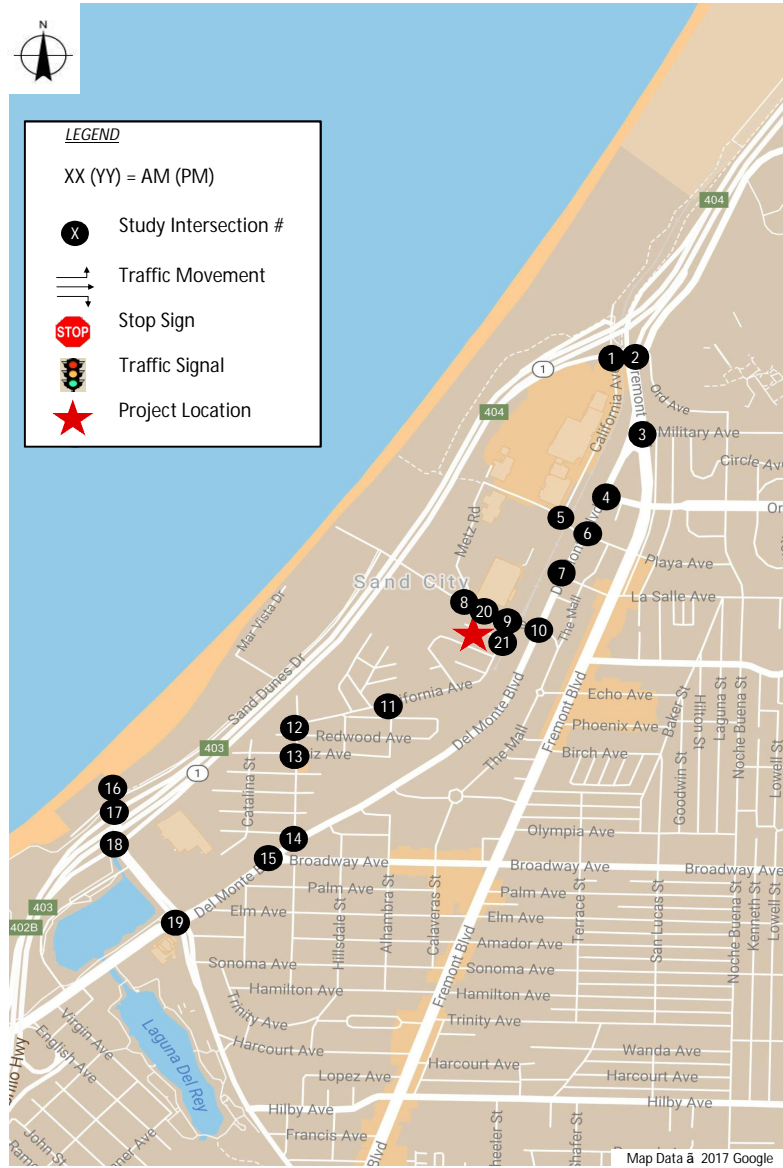 N
LEGEND
XX (YY) = AM (PM)
X
Study Intersection #
Traffic Movement
STOP
Stop Sign
Traffic Signal
Project Location
404
1
2
1
404
California Ave
Ord Ave
3
Military Ave
Circle Ave
4
5
6
Metz Rd
7
Playa Ave
La Salle Ave
Sand City
The Mall
8
20
9
10
21
Mar Vista Dr
Sand Dunes Dr
11
12
Redwood Ave
13
403
1
Catalina St
Del Monte Blvd
The Mall
Fremont Blvd
Echo Ave
Phoenix Ave
Birch Ave
Baker St
Goodwin St
Hilton St
Laguna St
Noche Buena St
Lowell St
16
17
18
14
15
Olympia Ave
Broadway Ave
Broadway Ave
Broadway Ave
Palm Ave
Palm Ave
Elm Ave
Elm Ave
19
Del Monte
403
402B
Hillsdale St
Alhambra St
Calaveras St
Terrace St
San Lucas St
Noche Buena St
Kenneth St
Lowell St
Amador Ave
Sonoma Ave
Sonoma Ave
Hamilton Ave
Hamilton Ave
Fremont Blvd
Trinity Ave
Trinity Ave
Virgin Ave
English Ave
Laguna Del Rey
Harcourt Ave
Harcourt Ave
Wanda Ave
Harcourt Ave
Lopez Ave
Hilby Ave
Hilby Ave
Francis Ave
John St
Map Data ã 2017 Google